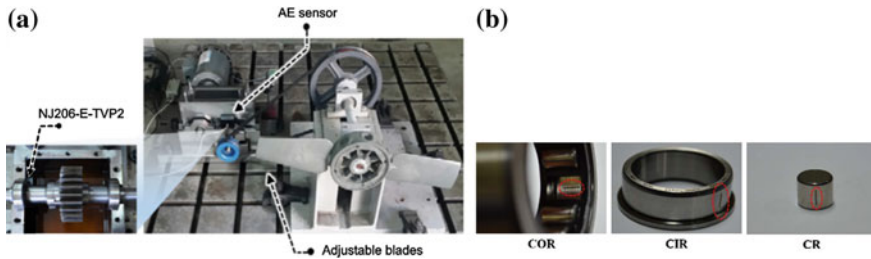 (a)
AE sensor
NJ206-E-TVP2
Adjustable blades
(b)
COR
CIR
CR